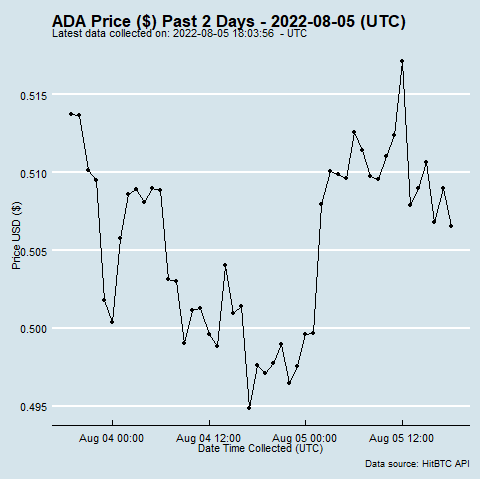 ADA Price ($) Past 2 Days - 2022-08-05 (UTC)
Latest data collected on: 2022-08-05 18:03:56  - UTC
0.515
0.510
0.505
0.500
0.495
Price USD ($)
Aug 04 00:00
Aug 04 12:00
Aug 05 00:00
Aug 05 12:00
Date Time Collected (UTC)
Data source: HitBTC API